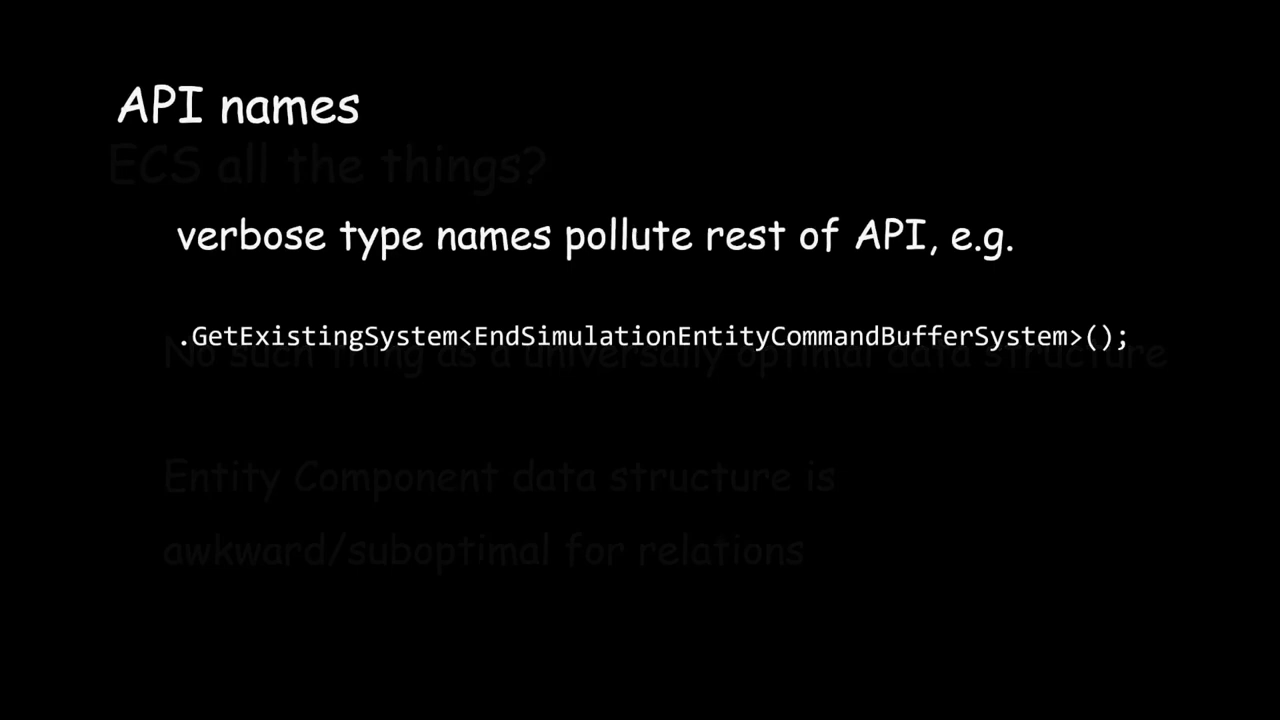 API names
ECS all the things?
verbose type names pollute rest of API, e.g.
.GetExistingSystem<EndSimulationEntityCommandBufferSystem>();
No such thing as a universally optimal data structure
Entity Component data structure is
awkward/suboptimal for relations